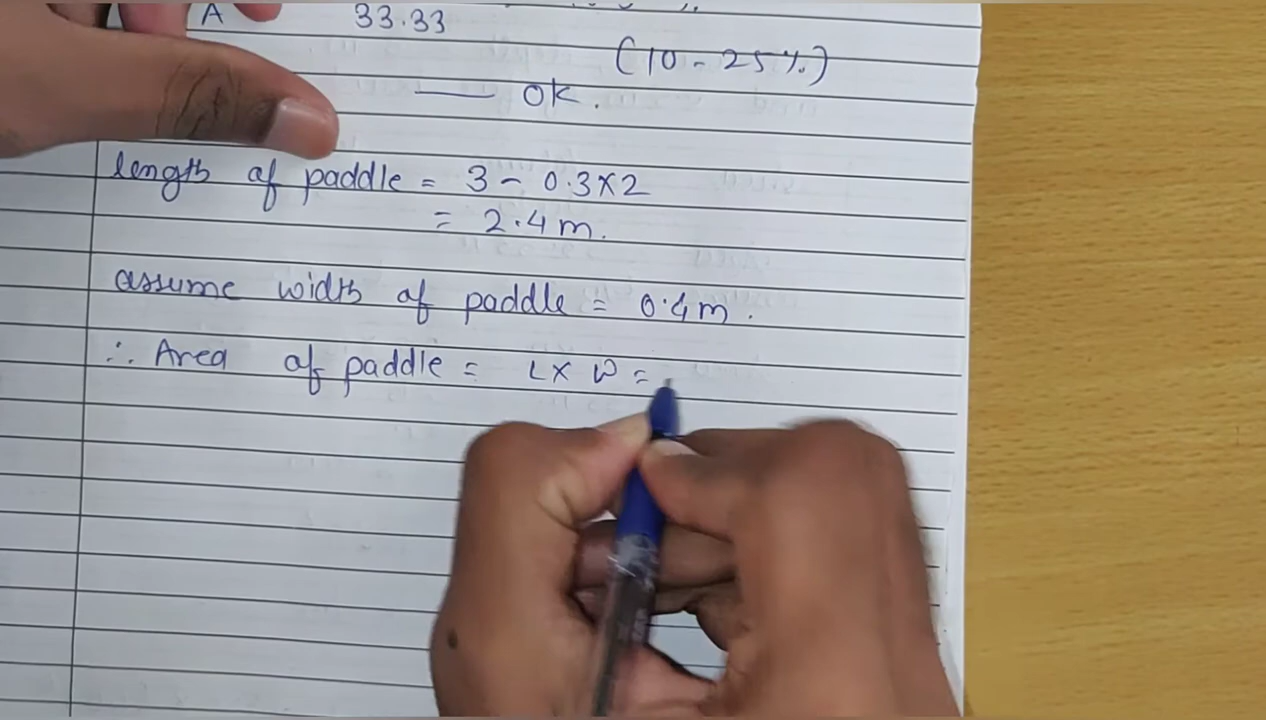 A 33.33
(10 - 25%)
— OK.
length of paddle = 3 - 0.3×2
= 2.4 m.
assume width of paddle = 0.4m.
∴ Area of paddle = L × W =